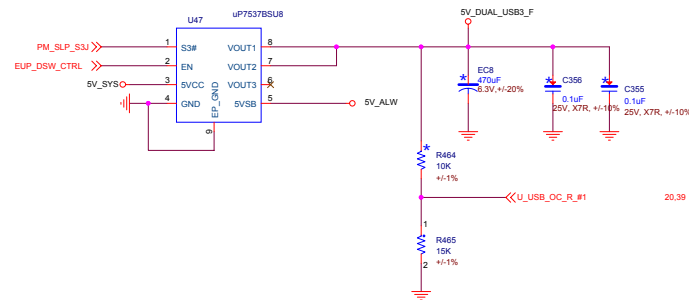 5V_DUAL_USB3_F
U47
uP7537BSU8
PM_SLP_S3J
1
S3#
VOUT1
8
EUP_DSW_CTRL
2
EN
VOUT2
7
5V_SYS
3
5VCC
VOUT3
6
4
GND
5VSB
5
5V_ALW
EP_GND
9
EC8
470uF
6.3V,+/-20%
C356
0.1uF
25V, X7R, +/-10%
C355
0.1uF
25V, X7R, +/-10%
R464
10K
+/-1%
U_USB_OC_R_#1
20,39
1
R465
15K
+/-1%
2